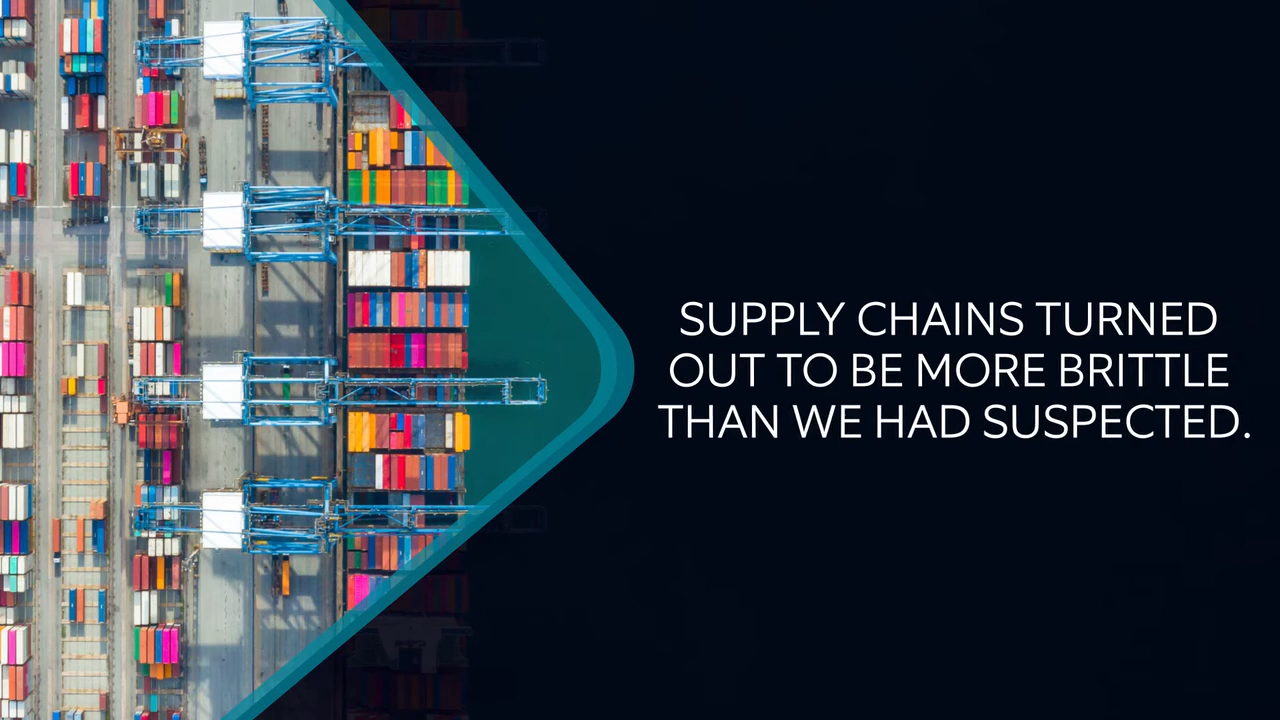 SUPPLY CHAINS TURNED
OUT TO BE MORE BRITTLE
THAN WE HAD SUSPECTED.